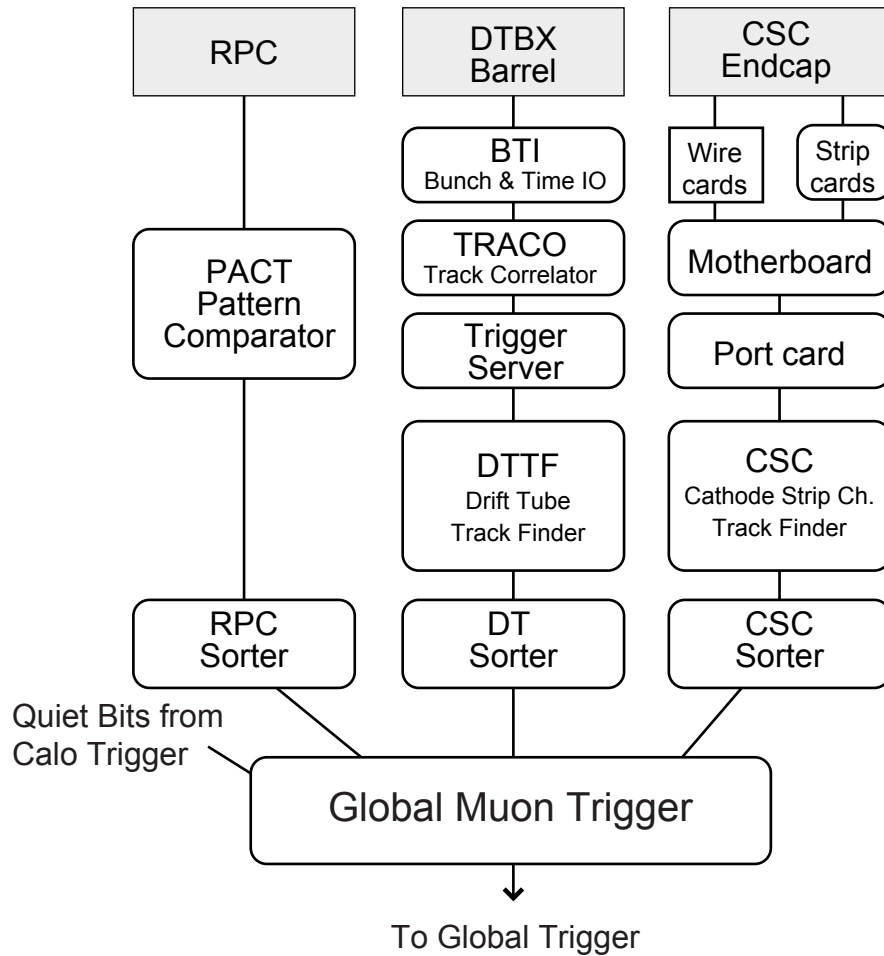 RPC
DTBX
Barrel
CSC
Endcap
BTI
Bunch & Time IO
Wire
cards
Strip
cards
PACT
Pattern
Comparator
TRACO
Track Correlator
Motherboard
Trigger
Server
Port card
DTTF
Drift Tube
Track Finder
CSC
Cathode Strip Ch.
Track Finder
RPC
Sorter
DT
Sorter
CSC
Sorter
Quiet Bits from
Calo Trigger
Global Muon Trigger
To Global Trigger